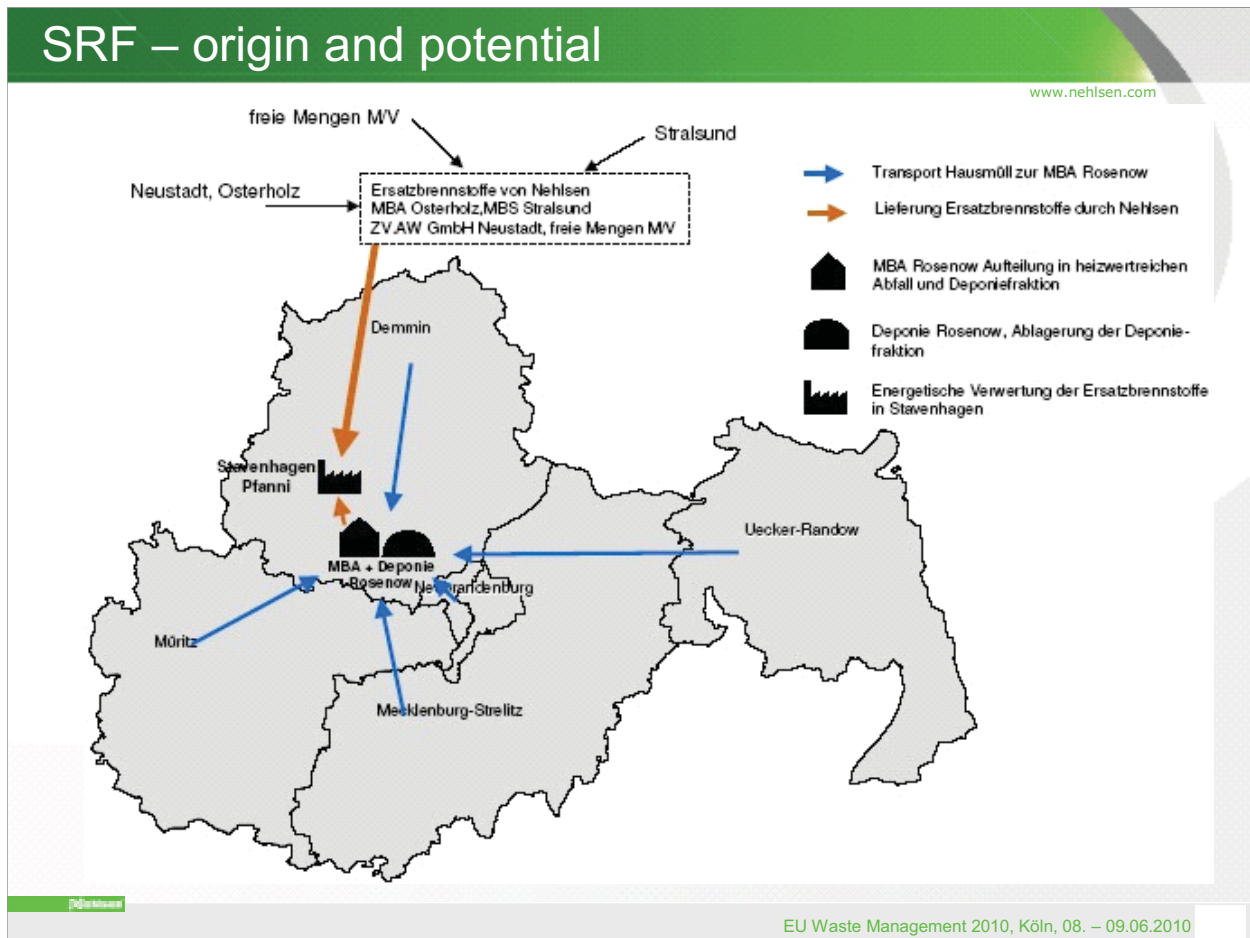 SRF – origin and potential
www.nehlsen.com
freie Mengen M/V
Stralsund
Neustadt, Osterholz
Ersatzbrennstoffe von Nehlsen
MBA Osterholz,MBS Stralsund
ZV.AW GmbH Neustadt, freie Mengen M/V
Transport Hausmüll zur MBA Rosenow
Lieferung Ersatzbrennstoffe durch Nehlsen
MBA Rosenow Aufteilung in heizwertreichen
Abfall und Deponiefraktion
Deponie Rosenow, Ablagerung der Deponie-
fraktion
Energetische Verwertung der Ersatzbrennstoffe
in Stavenhagen
Demmin
Stavenhagen
Pfanni
MBA + Deponie
Rosenow
Neubrandenburg
Uecker-Randow
Müritz
Mecklenburg-Strelitz
EU Waste Management 2010, Köln, 08. – 09.06.2010